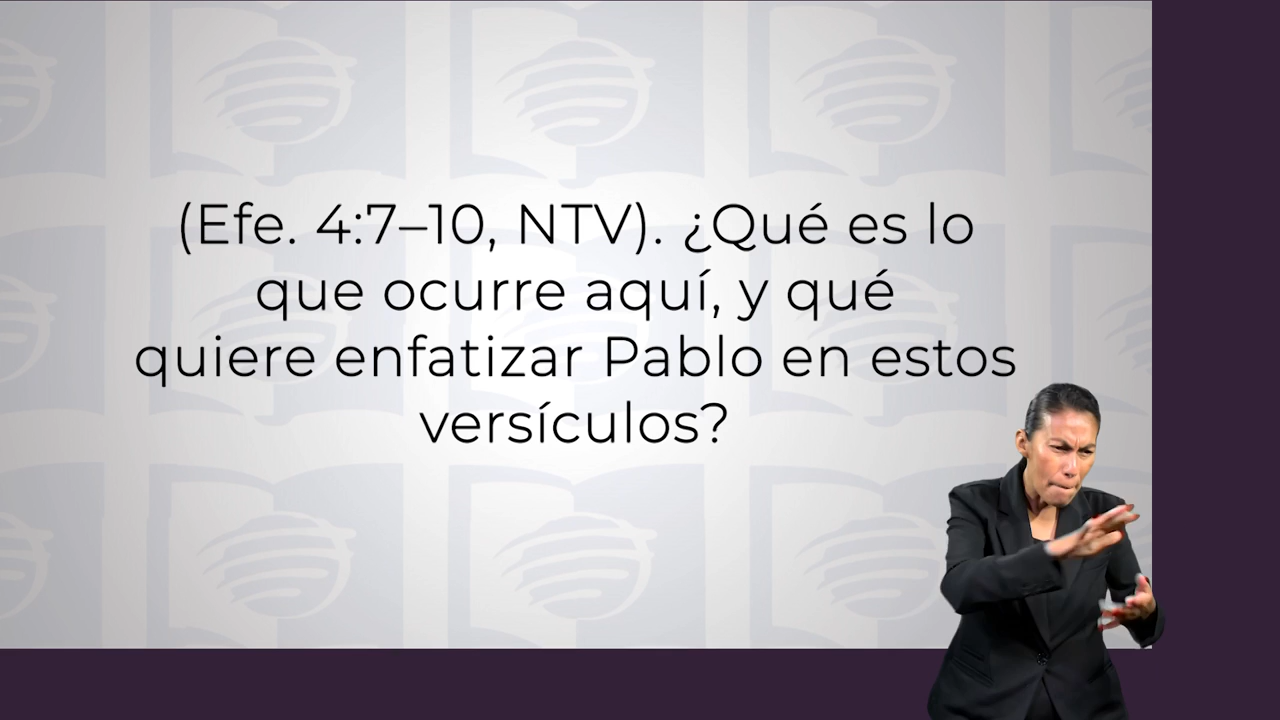 (Efe. 4:7–10, NTV). ¿Qué es lo
que ocurre aquí, y qué
quiere enfatizar Pablo en estos
versículos?